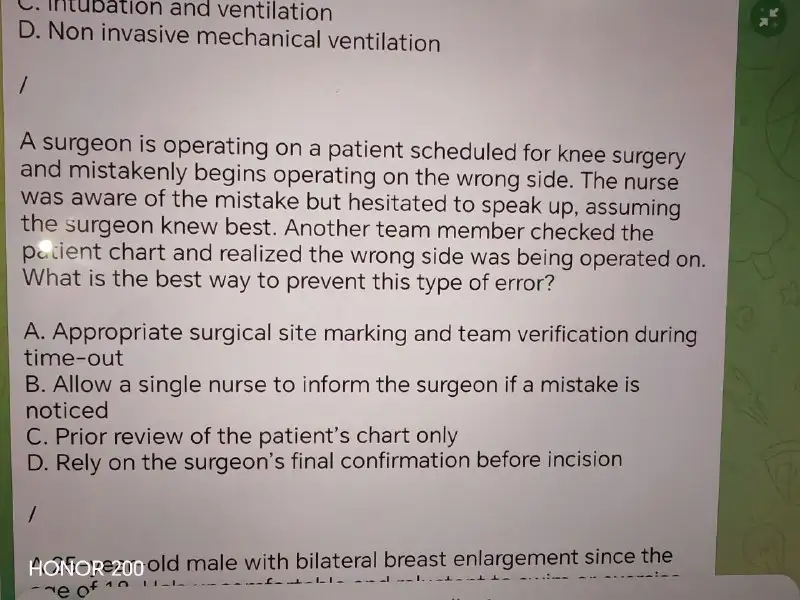 C. Intubation and ventilation
D. Non invasive mechanical ventilation
/
A surgeon is operating on a patient scheduled for knee surgery
and mistakenly begins operating on the wrong side. The nurse
was aware of the mistake but hesitated to speak up, assuming
the surgeon knew best. Another team member checked the
patient chart and realized the wrong side was being operated on.
What is the best way to prevent this type of error?
A. Appropriate surgical site marking and team verification during
time-out
B. Allow a single nurse to inform the surgeon if a mistake is
noticed
C. Prior review of the patient's chart only
D. Rely on the surgeon's final confirmation before incision
/
old male with bilateral breast enlargement since the
of
HONOR 200